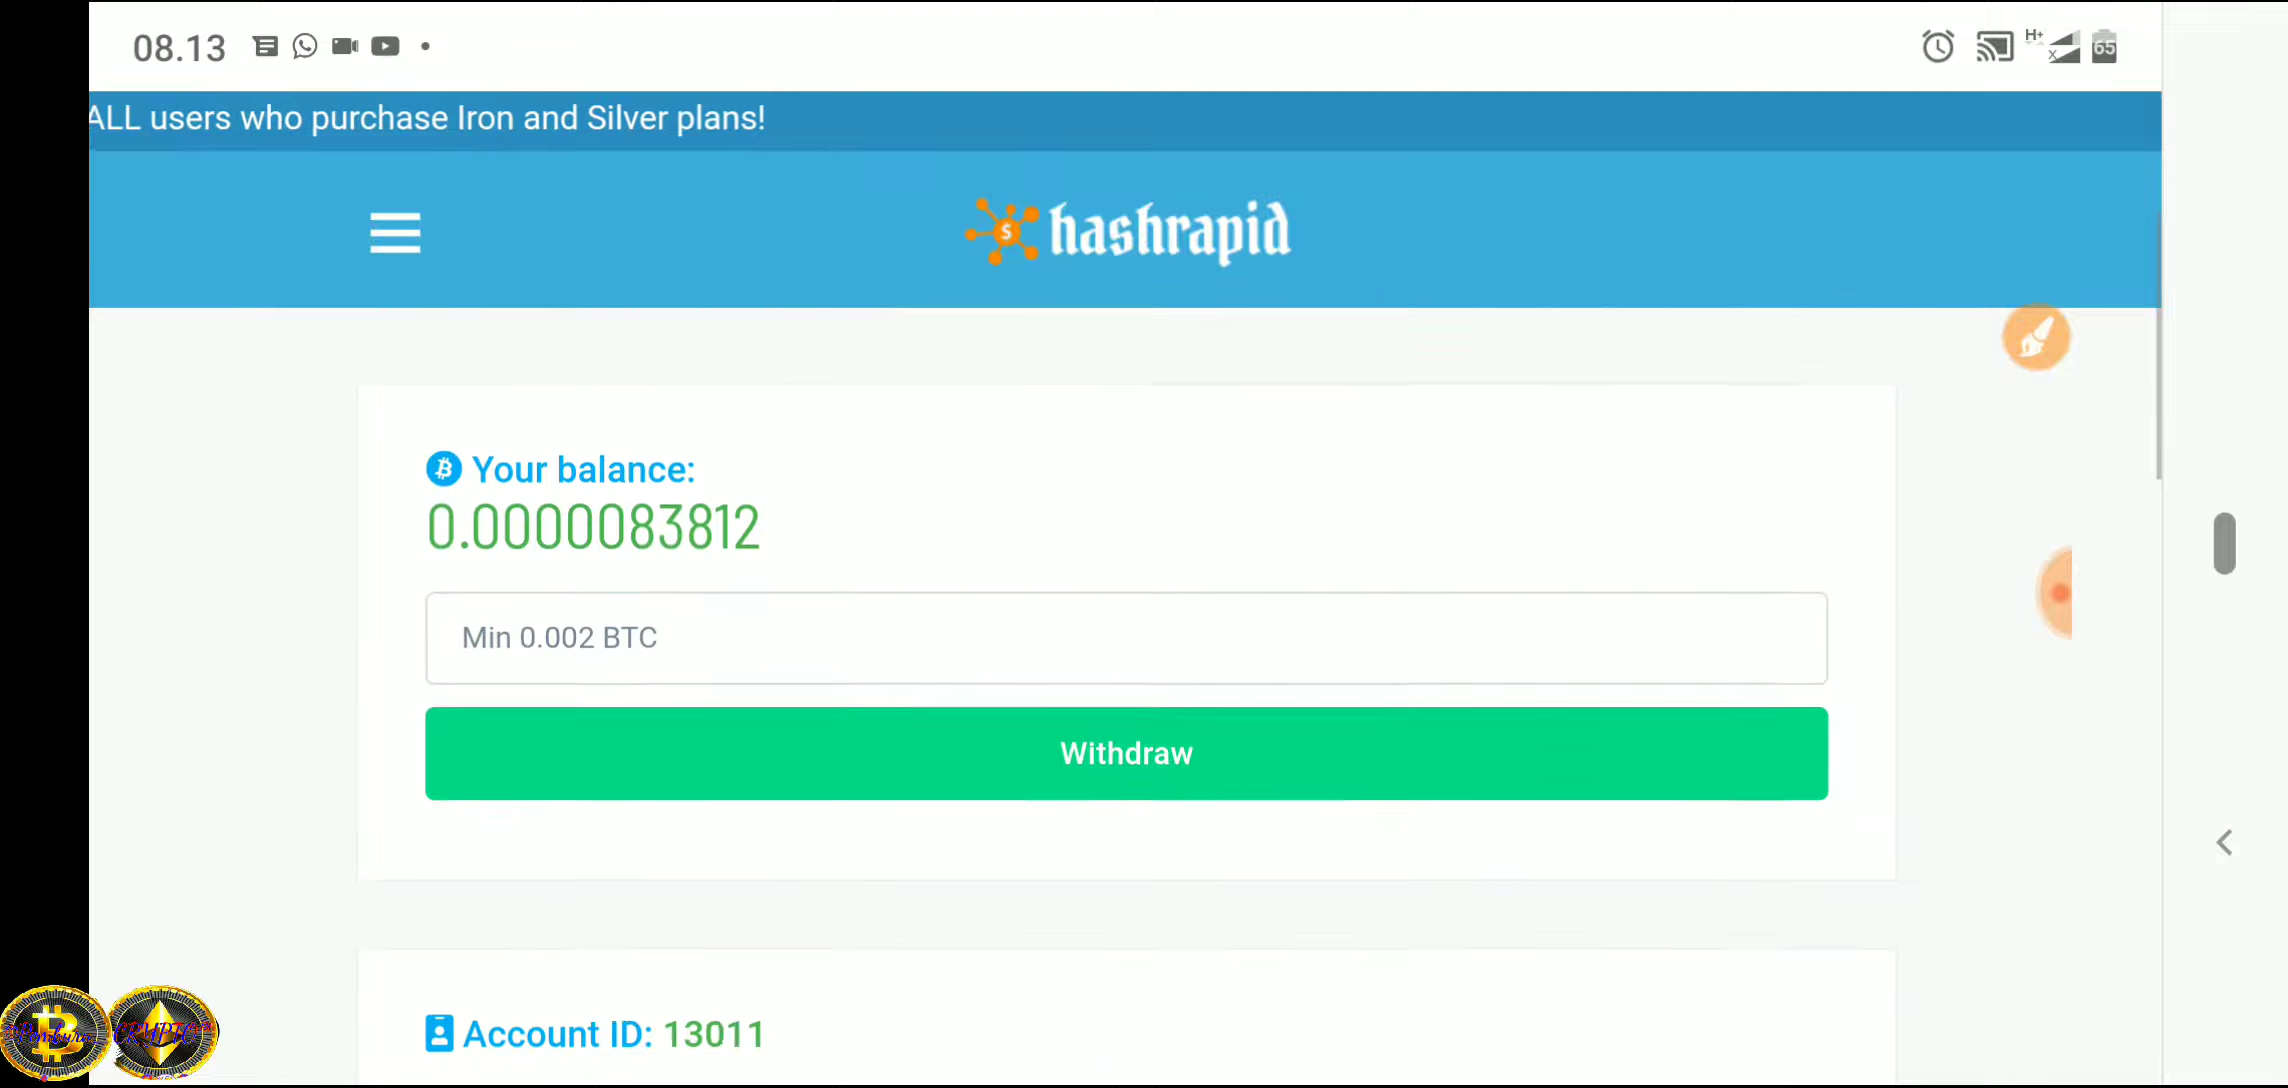 08.13
H+
65
ALL users who purchase Iron and Silver plans!
hashrapid
Your balance:
0.0000083812
Min 0.002 BTC
Withdraw
Account ID: 13011